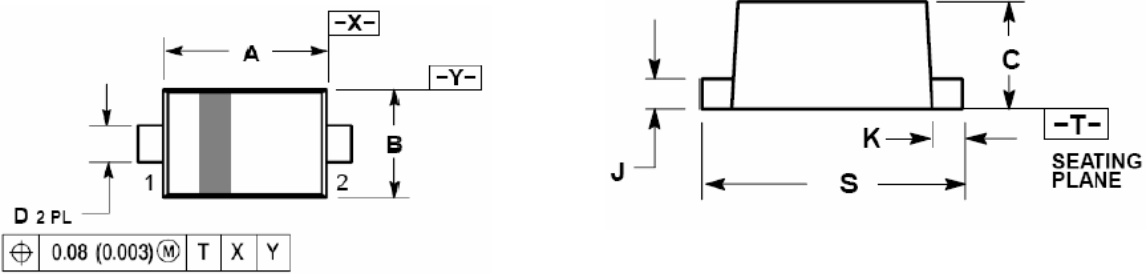 A
-X-
-Y-
B
1
2
D 2 PL
⌖ 0.08 (0.003) Ⓜ T X Y
C
J
K
S
-T-
SEATING
PLANE